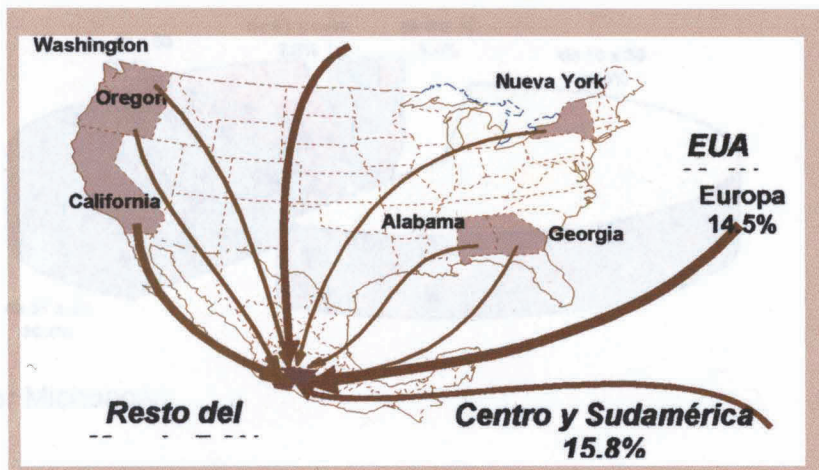 Washington
Nueva York
Oregon
EUA
Europa
14.5%
California
Alabama
Georgia
Resto del
Centro y Sudamérica
15.8%